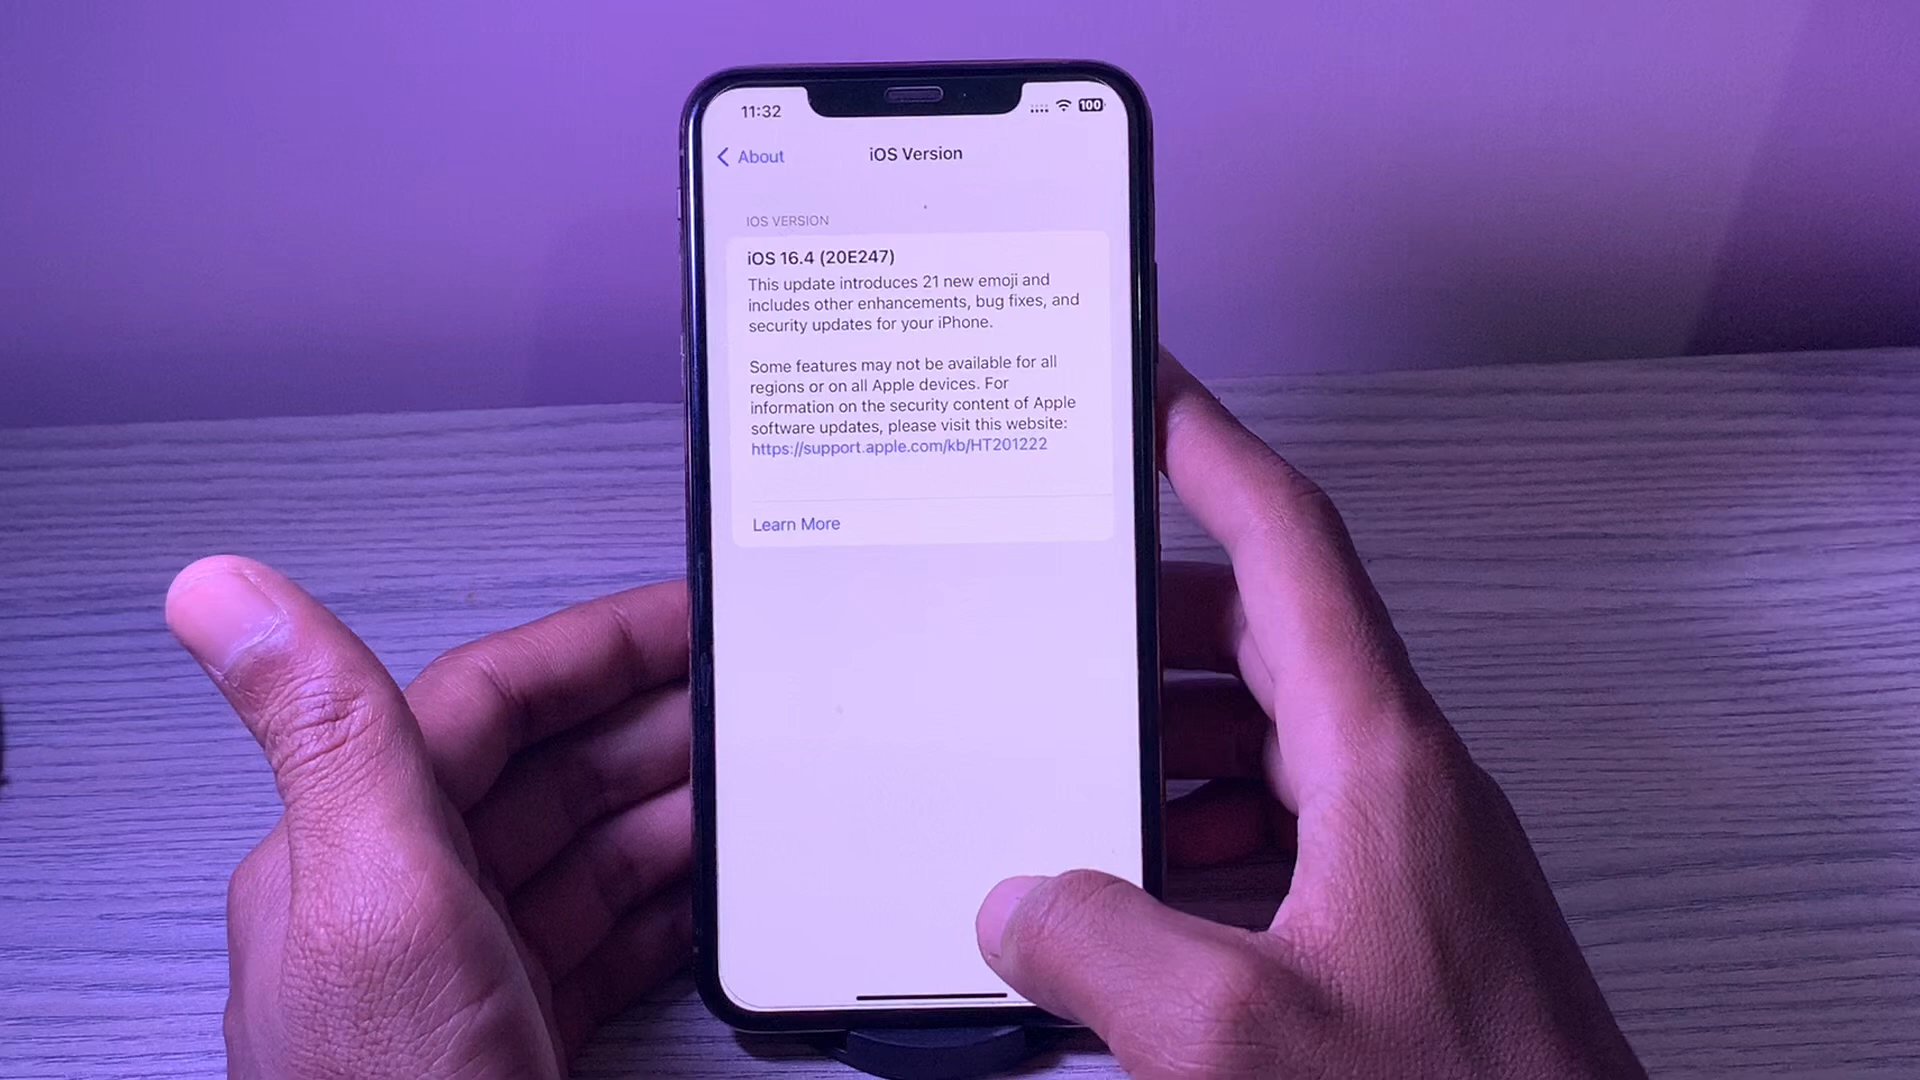 11:32
100
About
iOS Version
IOS VERSION
iOS 16.4 (20E247)
This update introduces 21 new emoji and
includes other enhancements, bug fixes, and
security updates for your iPhone.
Some features may not be available for all
regions or on all Apple devices. For
information on the security content of Apple
software updates, please visit this website:
https://support.apple.com/kb/HT201222
Learn More